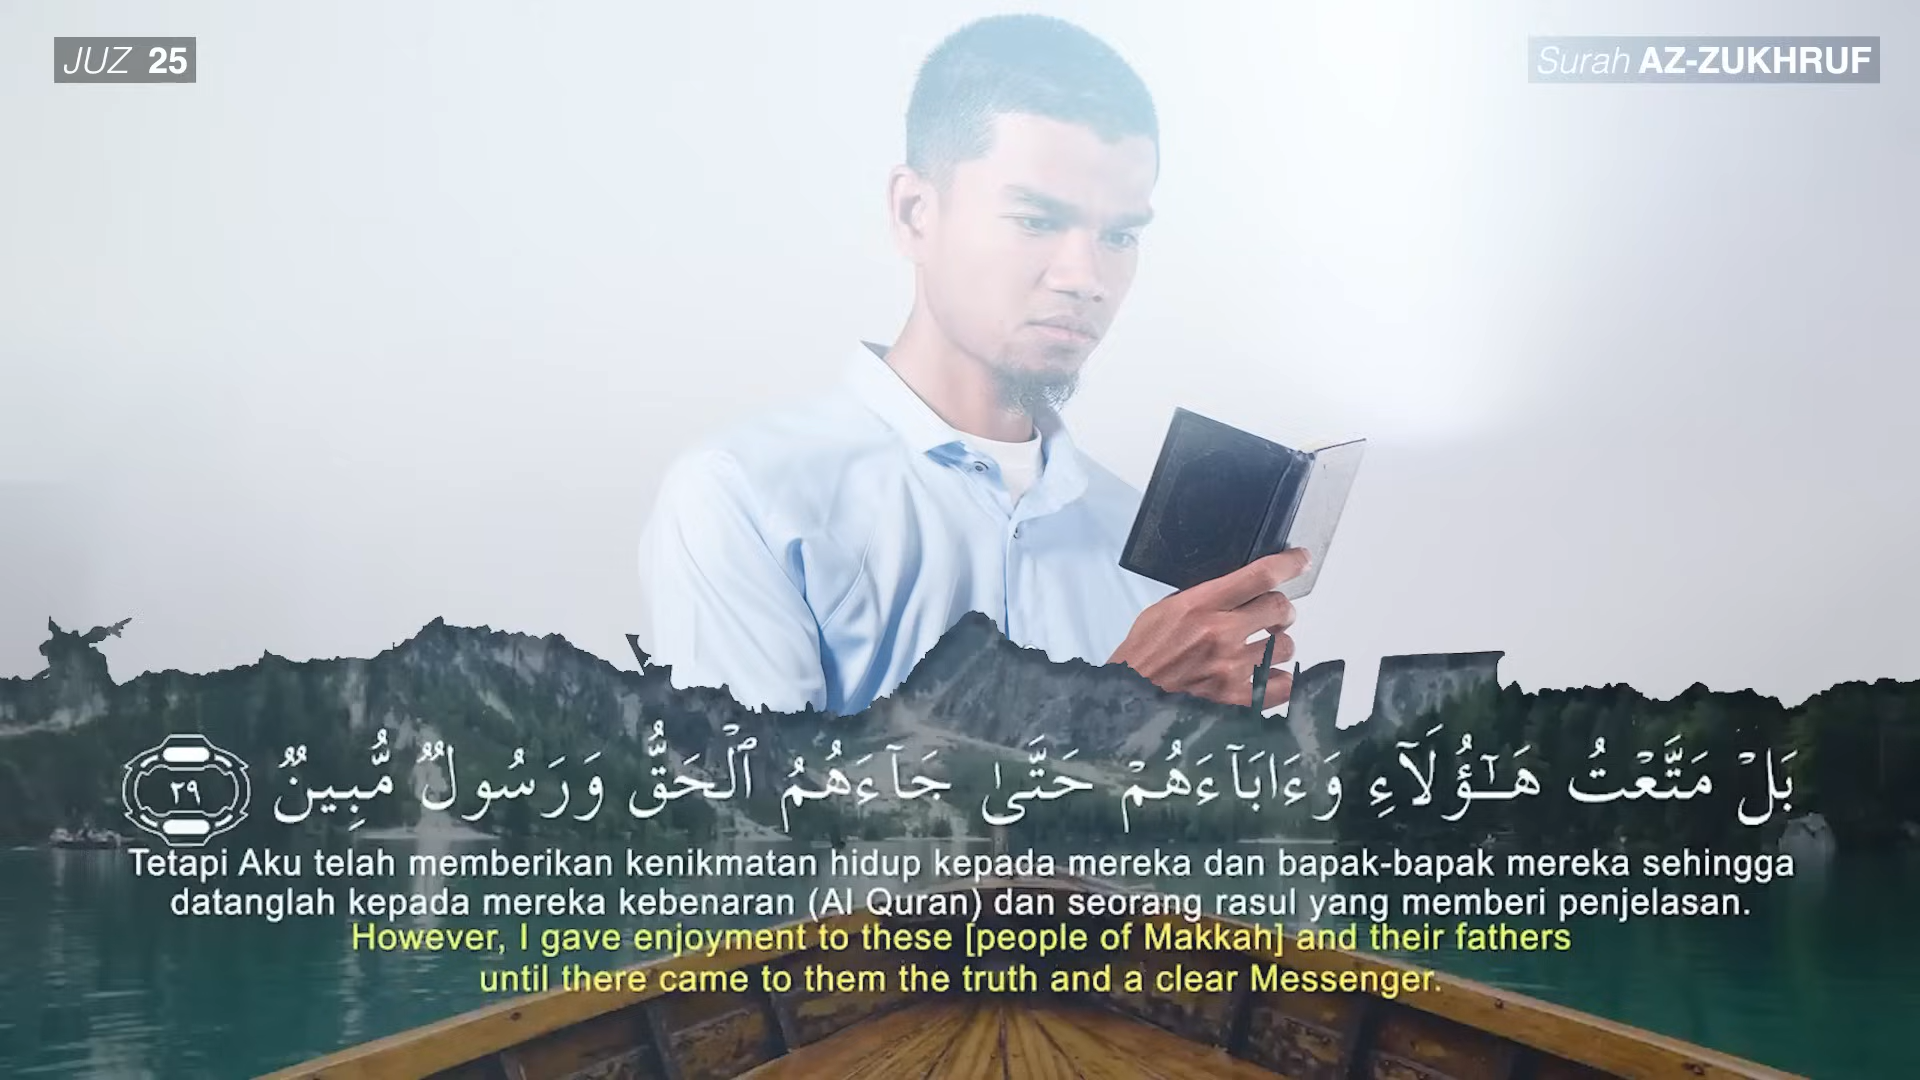 JUZ 25
Surah AZ-ZUKHRUF
بَلْ مَتَّعْتُ هَـٰٓؤُلَآءِ وَءَابَآءَهُمْ حَتَّىٰ جَآءَهُمُ ٱلْحَقُّ وَرَسُولٌ مُّبِينٌ ٢٩
Tetapi Aku telah memberikan kenikmatan hidup kepada mereka dan bapak-bapak mereka sehingga
datanglah kepada mereka kebenaran (Al Quran) dan seorang rasul yang memberi penjelasan.
However, I gave enjoyment to these [people of Makkah] and their fathers
until there came to them the truth and a clear Messenger.